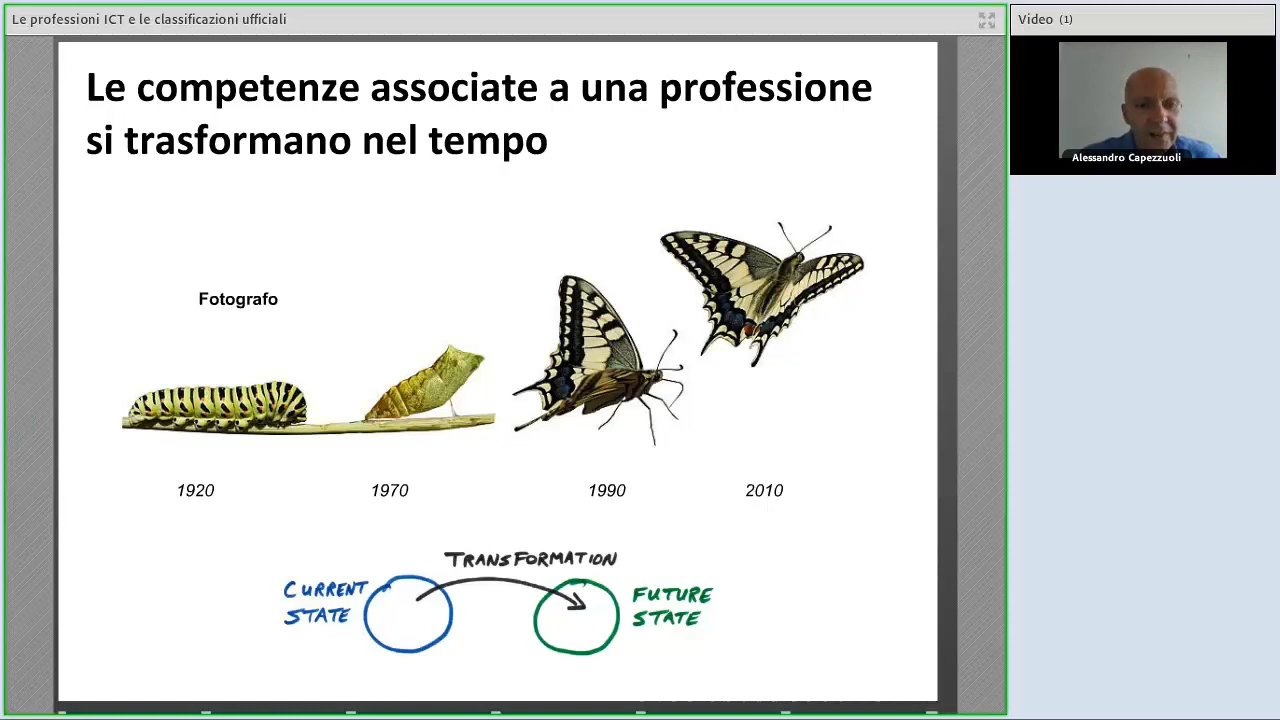 Le professioni ICT e le classificazioni ufficiali
Video (1)
Alessandro Capezzuoli
Le competenze associate a una professione
si trasformano nel tempo
Fotografo
1920 1970 1990 2010
TRANSFORMATION
CURRENT
STATE
FUTURE
STATE